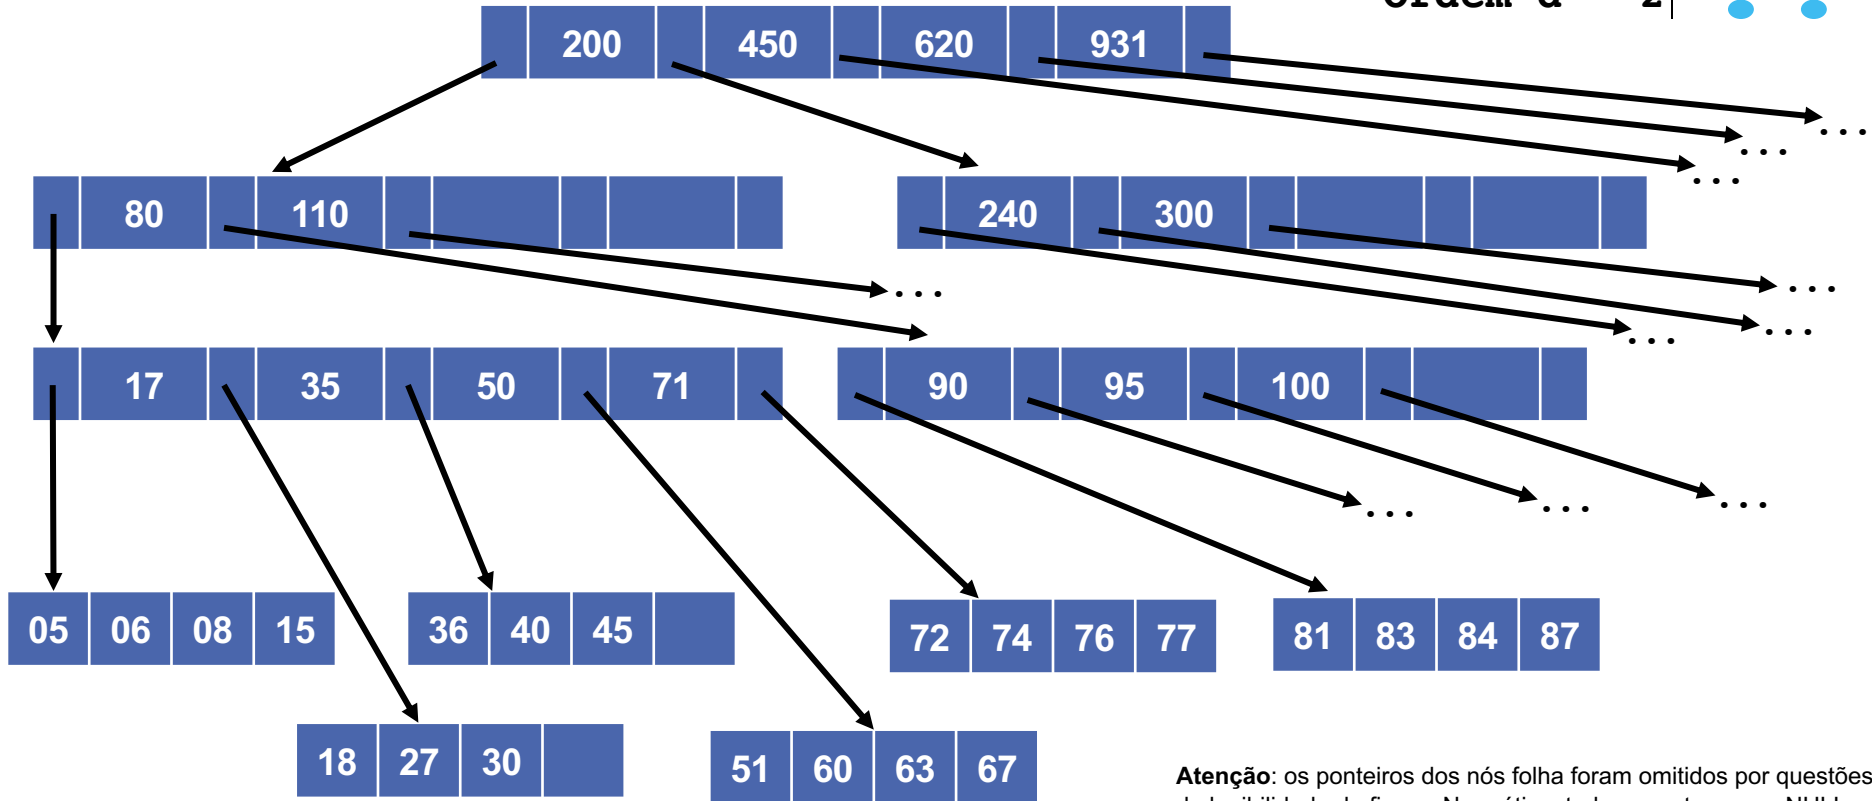 200 450 620 931
. . .
. . .
. . .
80 110
240 300
. . .
. . .
. . .
. . .
17 35 50 71
90 95 100
. . .
. . .
. . .
05 06 08 15
36 40 45
72 74 76 77
81 83 84 87
18 27 30
51 60 63 67
Atenção: os ponteiros dos nós folha foram omitidos por questões